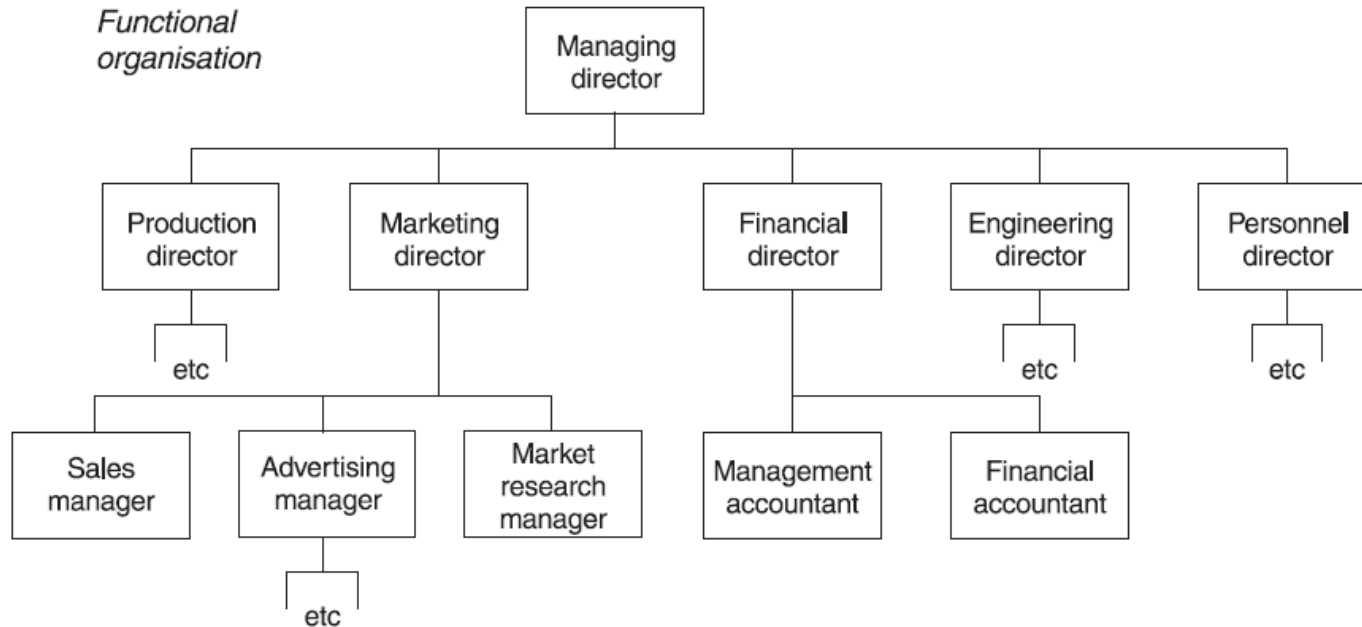 Functional
organisation
Managing
director
Production
director
Marketing
director
Financial
director
Engineering
director
Personnel
director
etc
etc
etc
Sales
manager
Advertising
manager
Market
research
manager
Management
accountant
Financial
accountant
etc